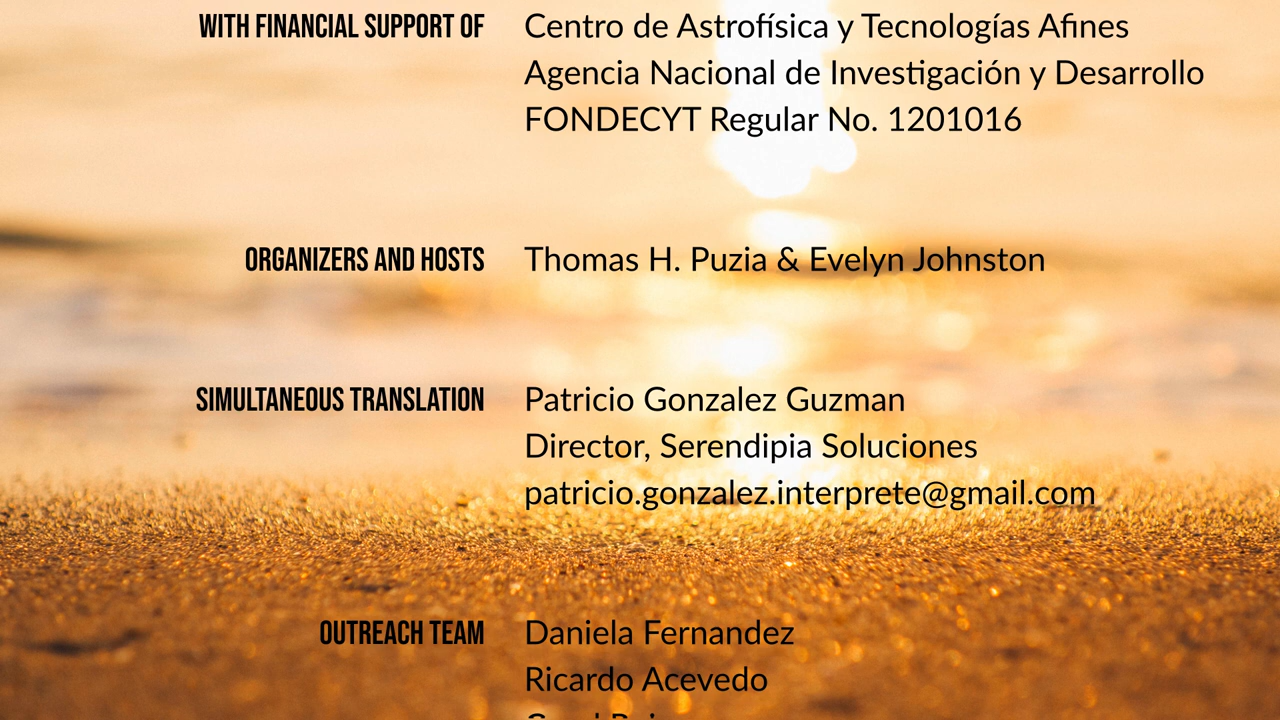 WITH FINANCIAL SUPPORT OF Centro de Astrofísica y Tecnologías Afines
Agencia Nacional de Investigación y Desarrollo
FONDECYT Regular No. 1201016
ORGANIZERS AND HOSTS Thomas H. Puzia & Evelyn Johnston
SIMULTANEOUS TRANSLATION Patricio Gonzalez Guzman
Director, Serendipia Soluciones
patricio.gonzalez.interprete@gmail.com
OUTREACH TEAM Daniela Fernandez
Ricardo Acevedo